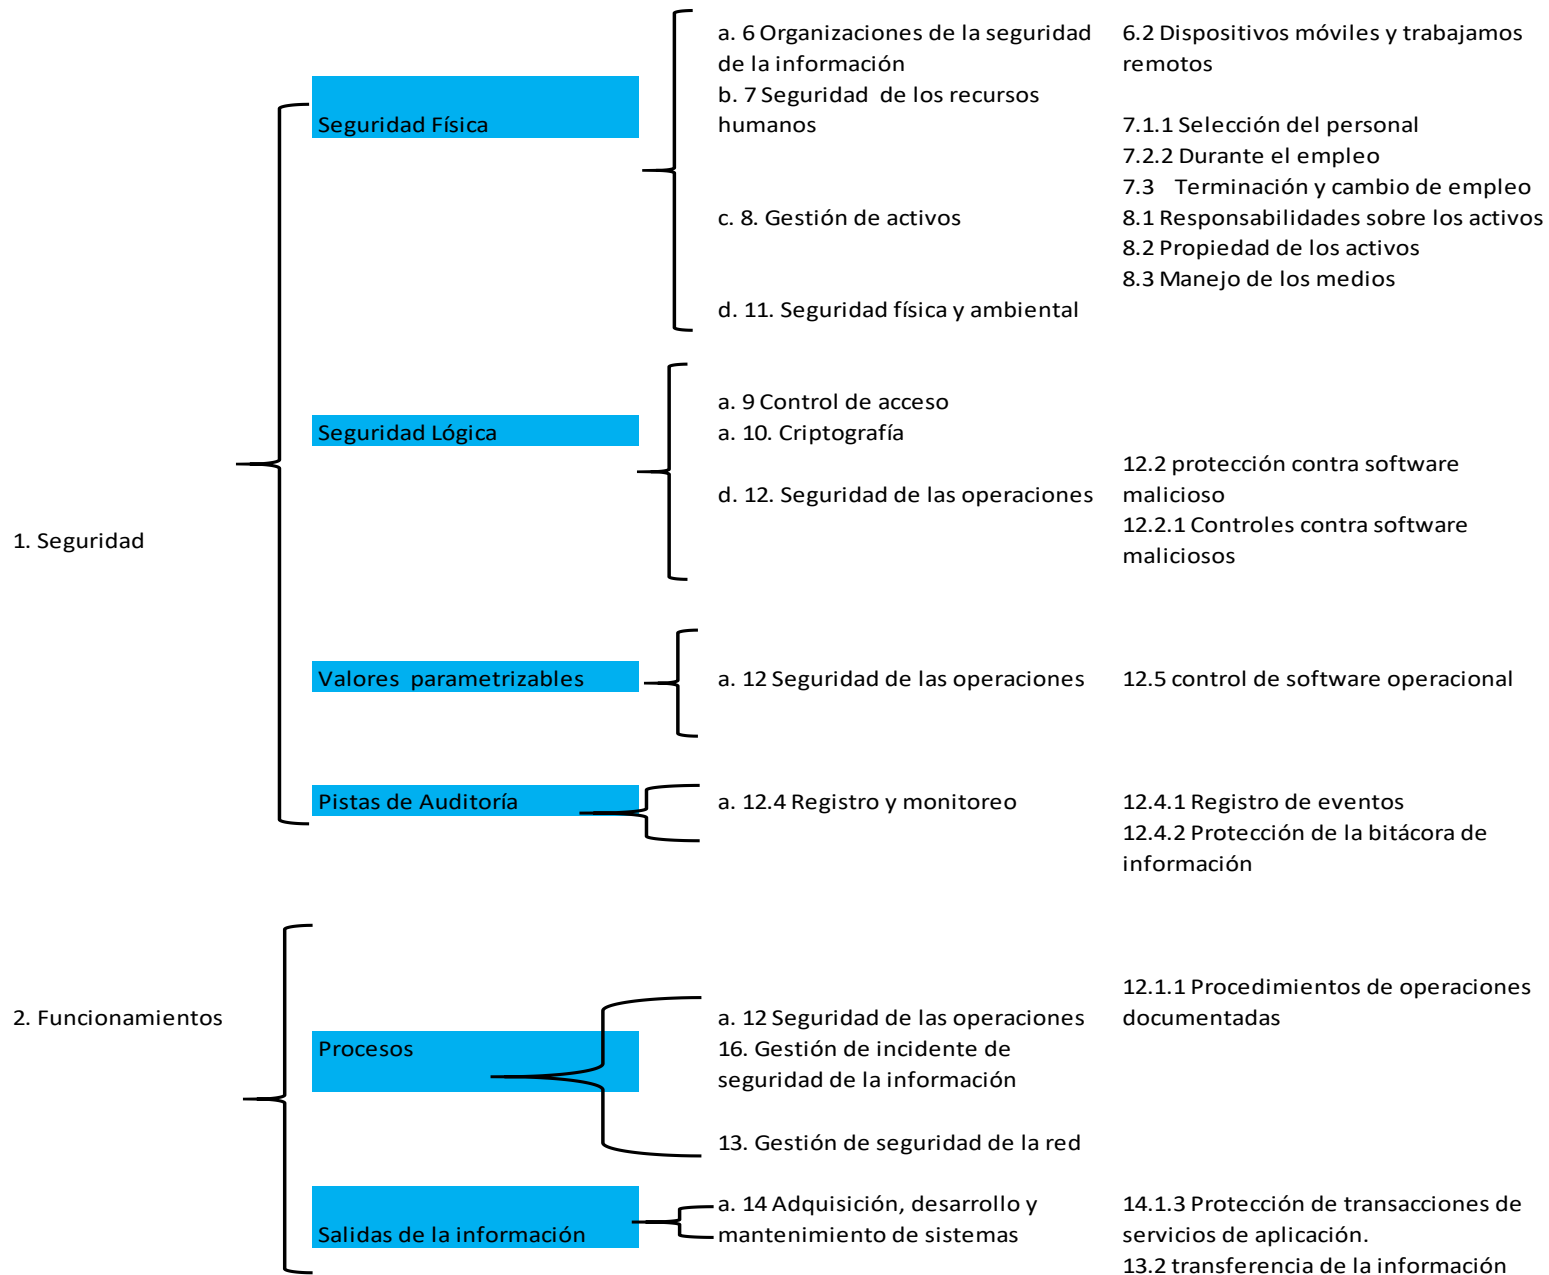 1. Seguridad
Seguridad Física
a. 6 Organizaciones de la seguridad
de la información
b. 7 Seguridad de los recursos
humanos
c. 8. Gestión de activos
d. 11. Seguridad física y ambiental
6.2 Dispositivos móviles y trabajamos
remotos
7.1.1 Selección del personal
7.2.2 Durante el empleo
7.3 Terminación y cambio de empleo
8.1 Responsabilidades sobre los activos
8.2 Propiedad de los activos
8.3 Manejo de los medios
Seguridad Lógica
a. 9 Control de acceso
a. 10. Criptografía
d. 12. Seguridad de las operaciones
12.2 protección contra software
malicioso
12.2.1 Controles contra software
maliciosos
Valores parametrizables
a. 12 Seguridad de las operaciones
12.5 control de software operacional
Pistas de Auditoría
a. 12.4 Registro y monitoreo
12.4.1 Registro de eventos
12.4.2 Protección de la bitácora de
información
2. Funcionamientos
Procesos
a. 12 Seguridad de las operaciones
16. Gestión de incidente de
seguridad de la información
13. Gestión de seguridad de la red
12.1.1 Procedimientos de operaciones
documentadas
Salidas de la información
a. 14 Adquisición, desarrollo y
mantenimiento de sistemas
14.1.3 Protección de transacciones de
servicios de aplicación.
13.2 transferencia de la información